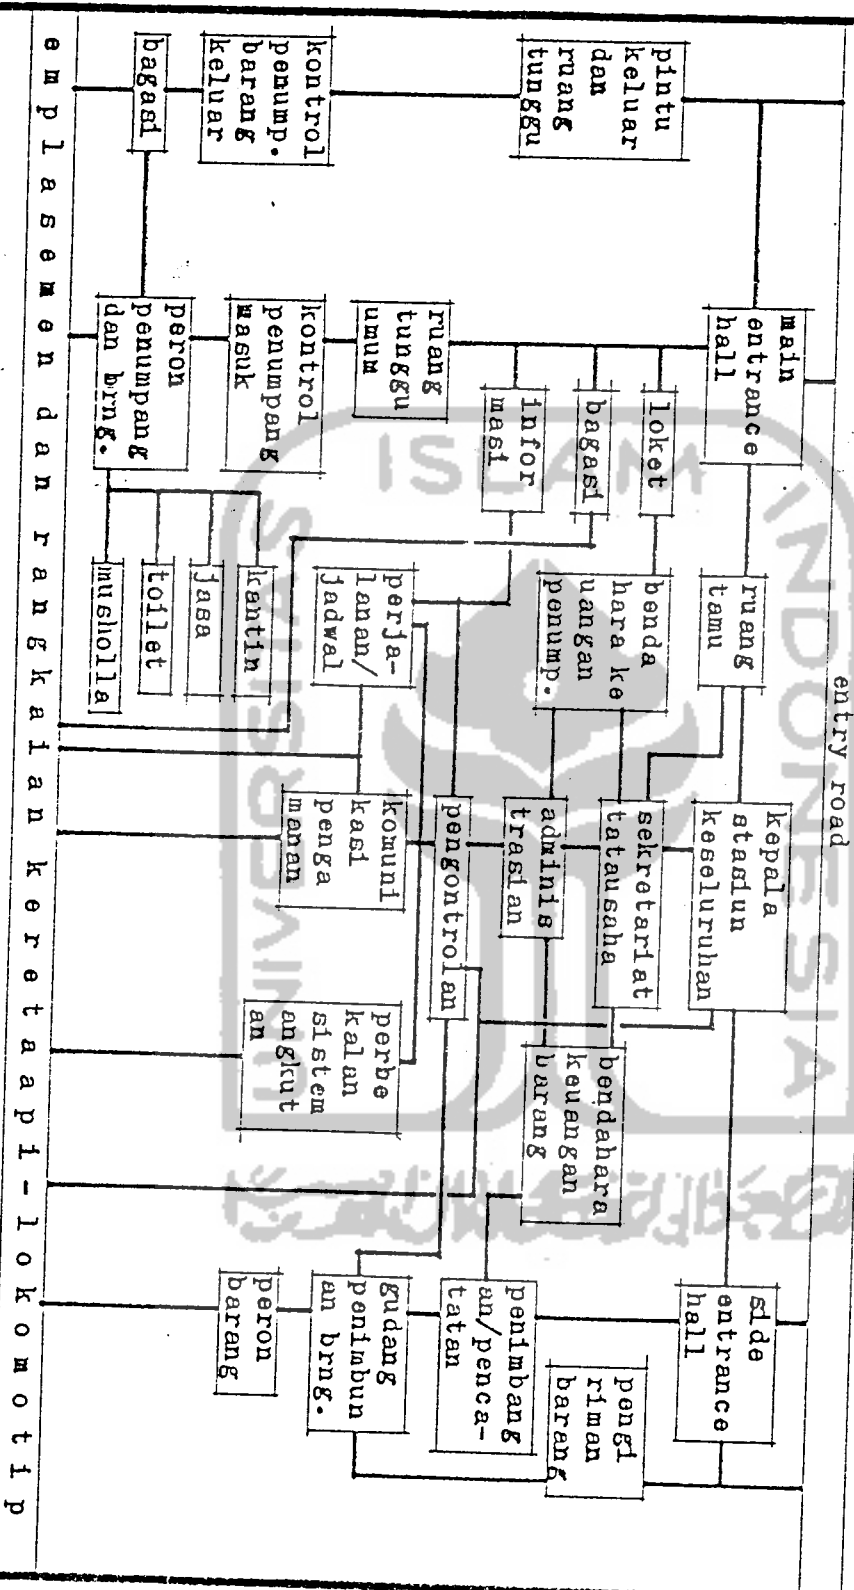 entry road
pintu
keluar
dan
ruang
tunggu
main
entrance
hall
ruang
tamu
kepala
stasiun
keseluruhan
side
entrance
hall
loket
benda
hara ke
uangan
penump.
sekretariat
tatausaha
bendahara
keuangan
barang
pengi
riman
barang
bagasi
infor
masi
adminis
trasian
penimbang
an/penca-
tatan
kontrol
penump.
barang
keluar
ruang
tunggu
umum
perja-
lanan/
jadwal
pengontrolan
komuni
kasi
penga
manan
perbe
kalan
sistem
angkut
an
gudang
penimbun
an brng.
bagasi
kontrol
penumpang
masuk
kantin
jasa
toilet
musholla
peron
barang
peron
penumpang
dan brng.
emplasemen dan rangkaian keretaapi-lokomotip
UNIVERSITAS
ISLAM
INDONESIA